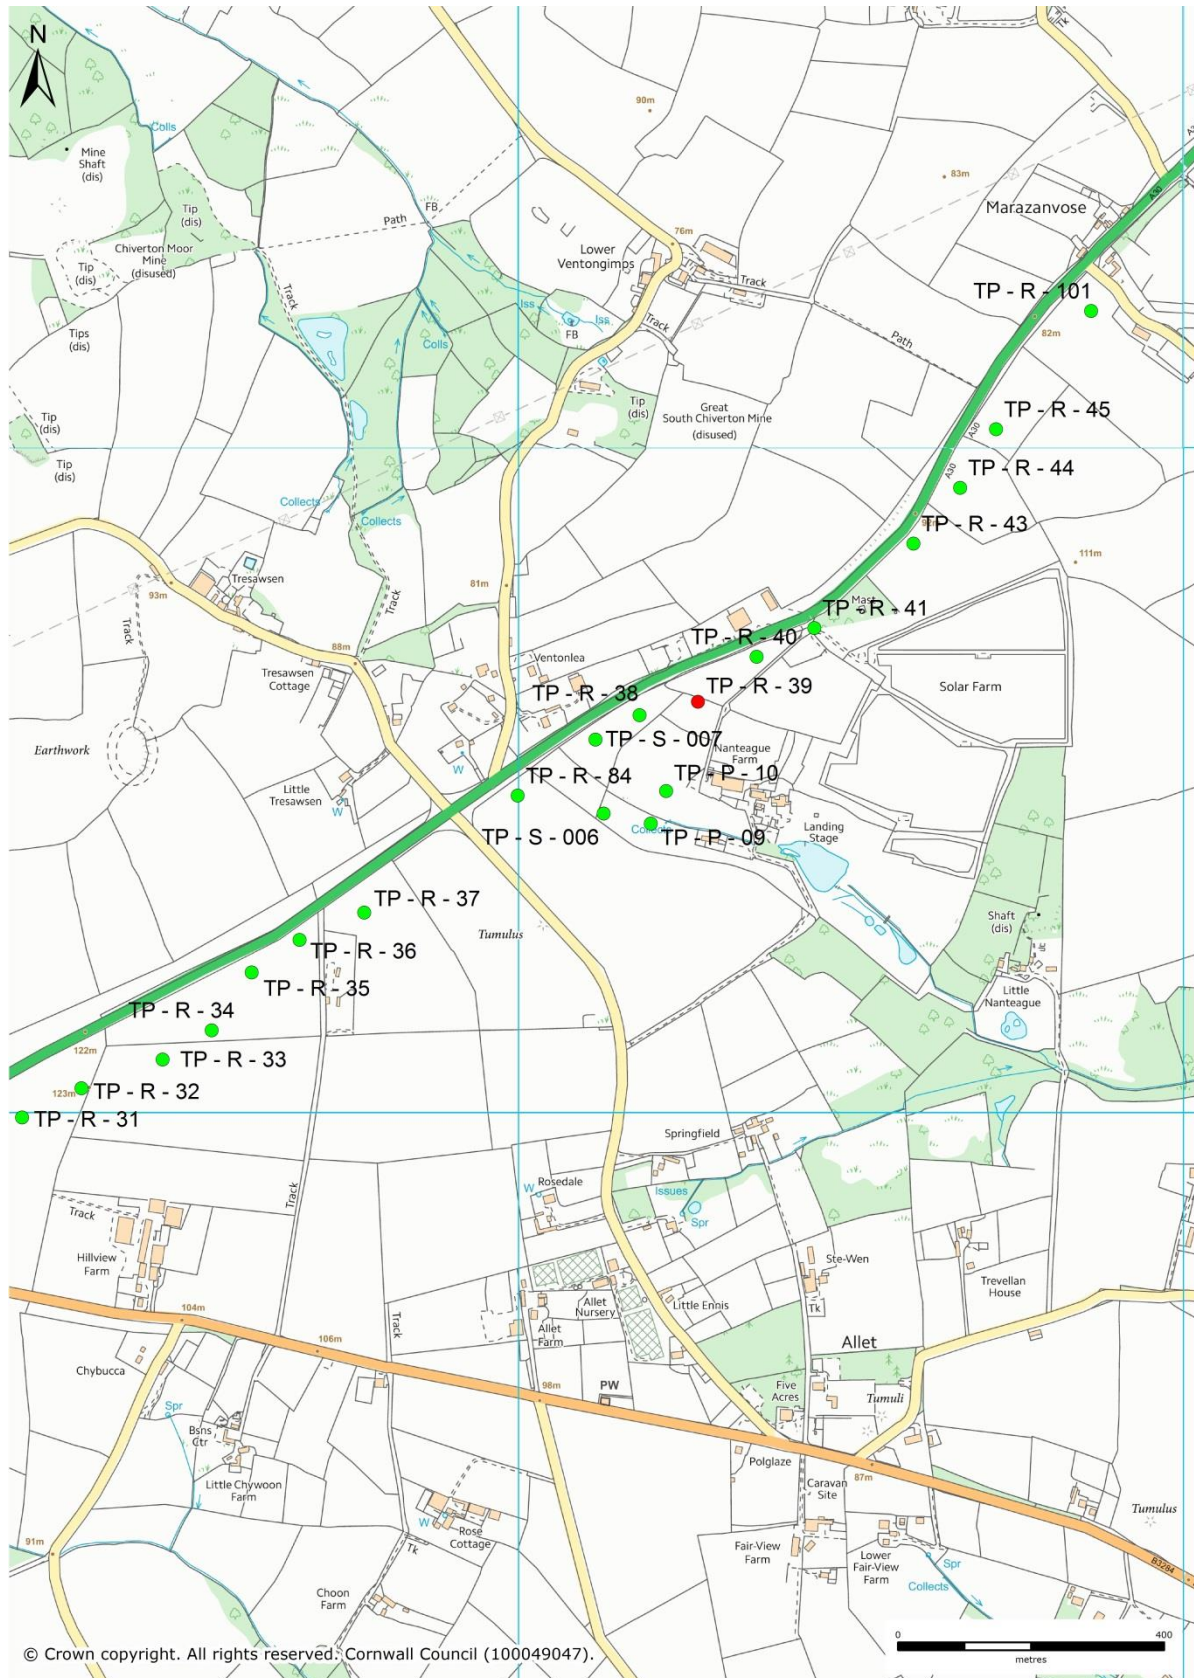 N
90m
Tk
A30
Colls
Mine
Shaft
(dis)
83m
A30
Marazanvose
Tip
(dis)
Path
FB
76m
Chiverton Moor
Mine
(disused)
Lower
Ventongimps
Tip
(dis)
Track
Track
TP - R - 101
Iss
Iss
FB
Track
82m
Tips
(dis)
Colls
Path
Tip
(dis)
Tip
(dis)
Great
South Chiverton Mine
(disused)
TP - R - 45
A30
Tip
(dis)
TP - R - 44
A30
Collects
Collects
TP - R - 43
111m
Tresawsen
93m
81m
Track
Mast
TP - R - 41
Track
TP - R - 40
88m
Ventonlea
Tresawsen
Cottage
TP - R - 39
Solar Farm
TP - R - 38
TP - S - 007
Earthwork
Nanteague
Farm
W
TP - R - 84
TP - P - 10
Little
Tresawsen
W
TP - S - 006
Collects
TP - P - 09
Landing
Stage
TP - R - 37
Tumulus
Shaft
(dis)
TP - R - 36
TP - R - 35
Little
Nanteague
TP - R - 34
122m
TP - R - 33
123m
TP - R - 32
TP - R - 31
Springfield
Rosedale
W
Issues
Spr
Track
Track
Hillview
Farm
Ste-Wen
Trevellan
House
Allet
Nursery
Little Ennis
Tk
104m
Track
Allet
Farm
Allet
106m
Chybucca
98m
PW
Five
Acres
Tumuli
Spr
Bsns
Ctr
Polglaze
87m
Little Chywoon
Farm
Caravan
Site
Tumulus
W
Rose
Cottage
91m
Tk
Fair-View
Farm
Lower
Fair-View
Farm
Spr
Collects
B3284
Choon
Farm
0
400
metres
© Crown copyright. All rights reserved. Cornwall Council (100049047).